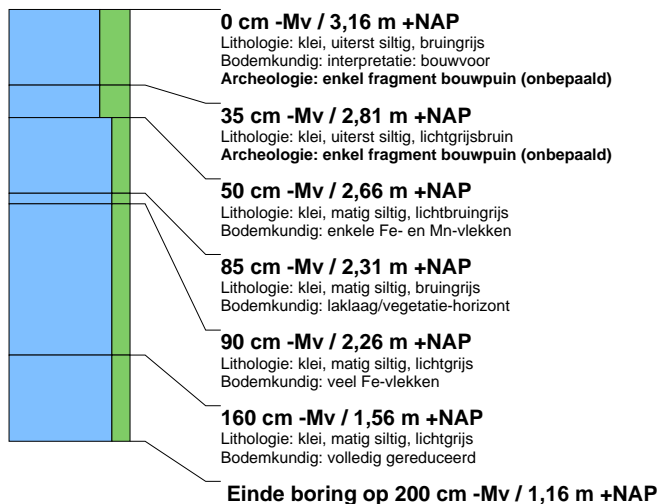 0 cm -Mv / 3,16 m +NAP
Lithologie: klei, uiterst siltig, bruingrijs
Bodemkundig: interpretatie: bouwvoor
Archeologie: enkel fragment bouwpuin (onbepaald)
35 cm -Mv / 2,81 m +NAP
Lithologie: klei, uiterst siltig, lichtgrijsbruin
Archeologie: enkel fragment bouwpuin (onbepaald)
50 cm -Mv / 2,66 m +NAP
Lithologie: klei, matig siltig, lichtbruingrijs
Bodemkundig: enkele Fe- en Mn-vlekken
85 cm -Mv / 2,31 m +NAP
Lithologie: klei, matig siltig, bruingrijs
Bodemkundig: laklaag/vegetatie-horizont
90 cm -Mv / 2,26 m +NAP
Lithologie: klei, matig siltig, lichtgrijs
Bodemkundig: veel Fe-vlekken
160 cm -Mv / 1,56 m +NAP
Lithologie: klei, matig siltig, lichtgrijs
Bodemkundig: volledig gereduceerd
Einde boring op 200 cm -Mv / 1,16 m +NAP